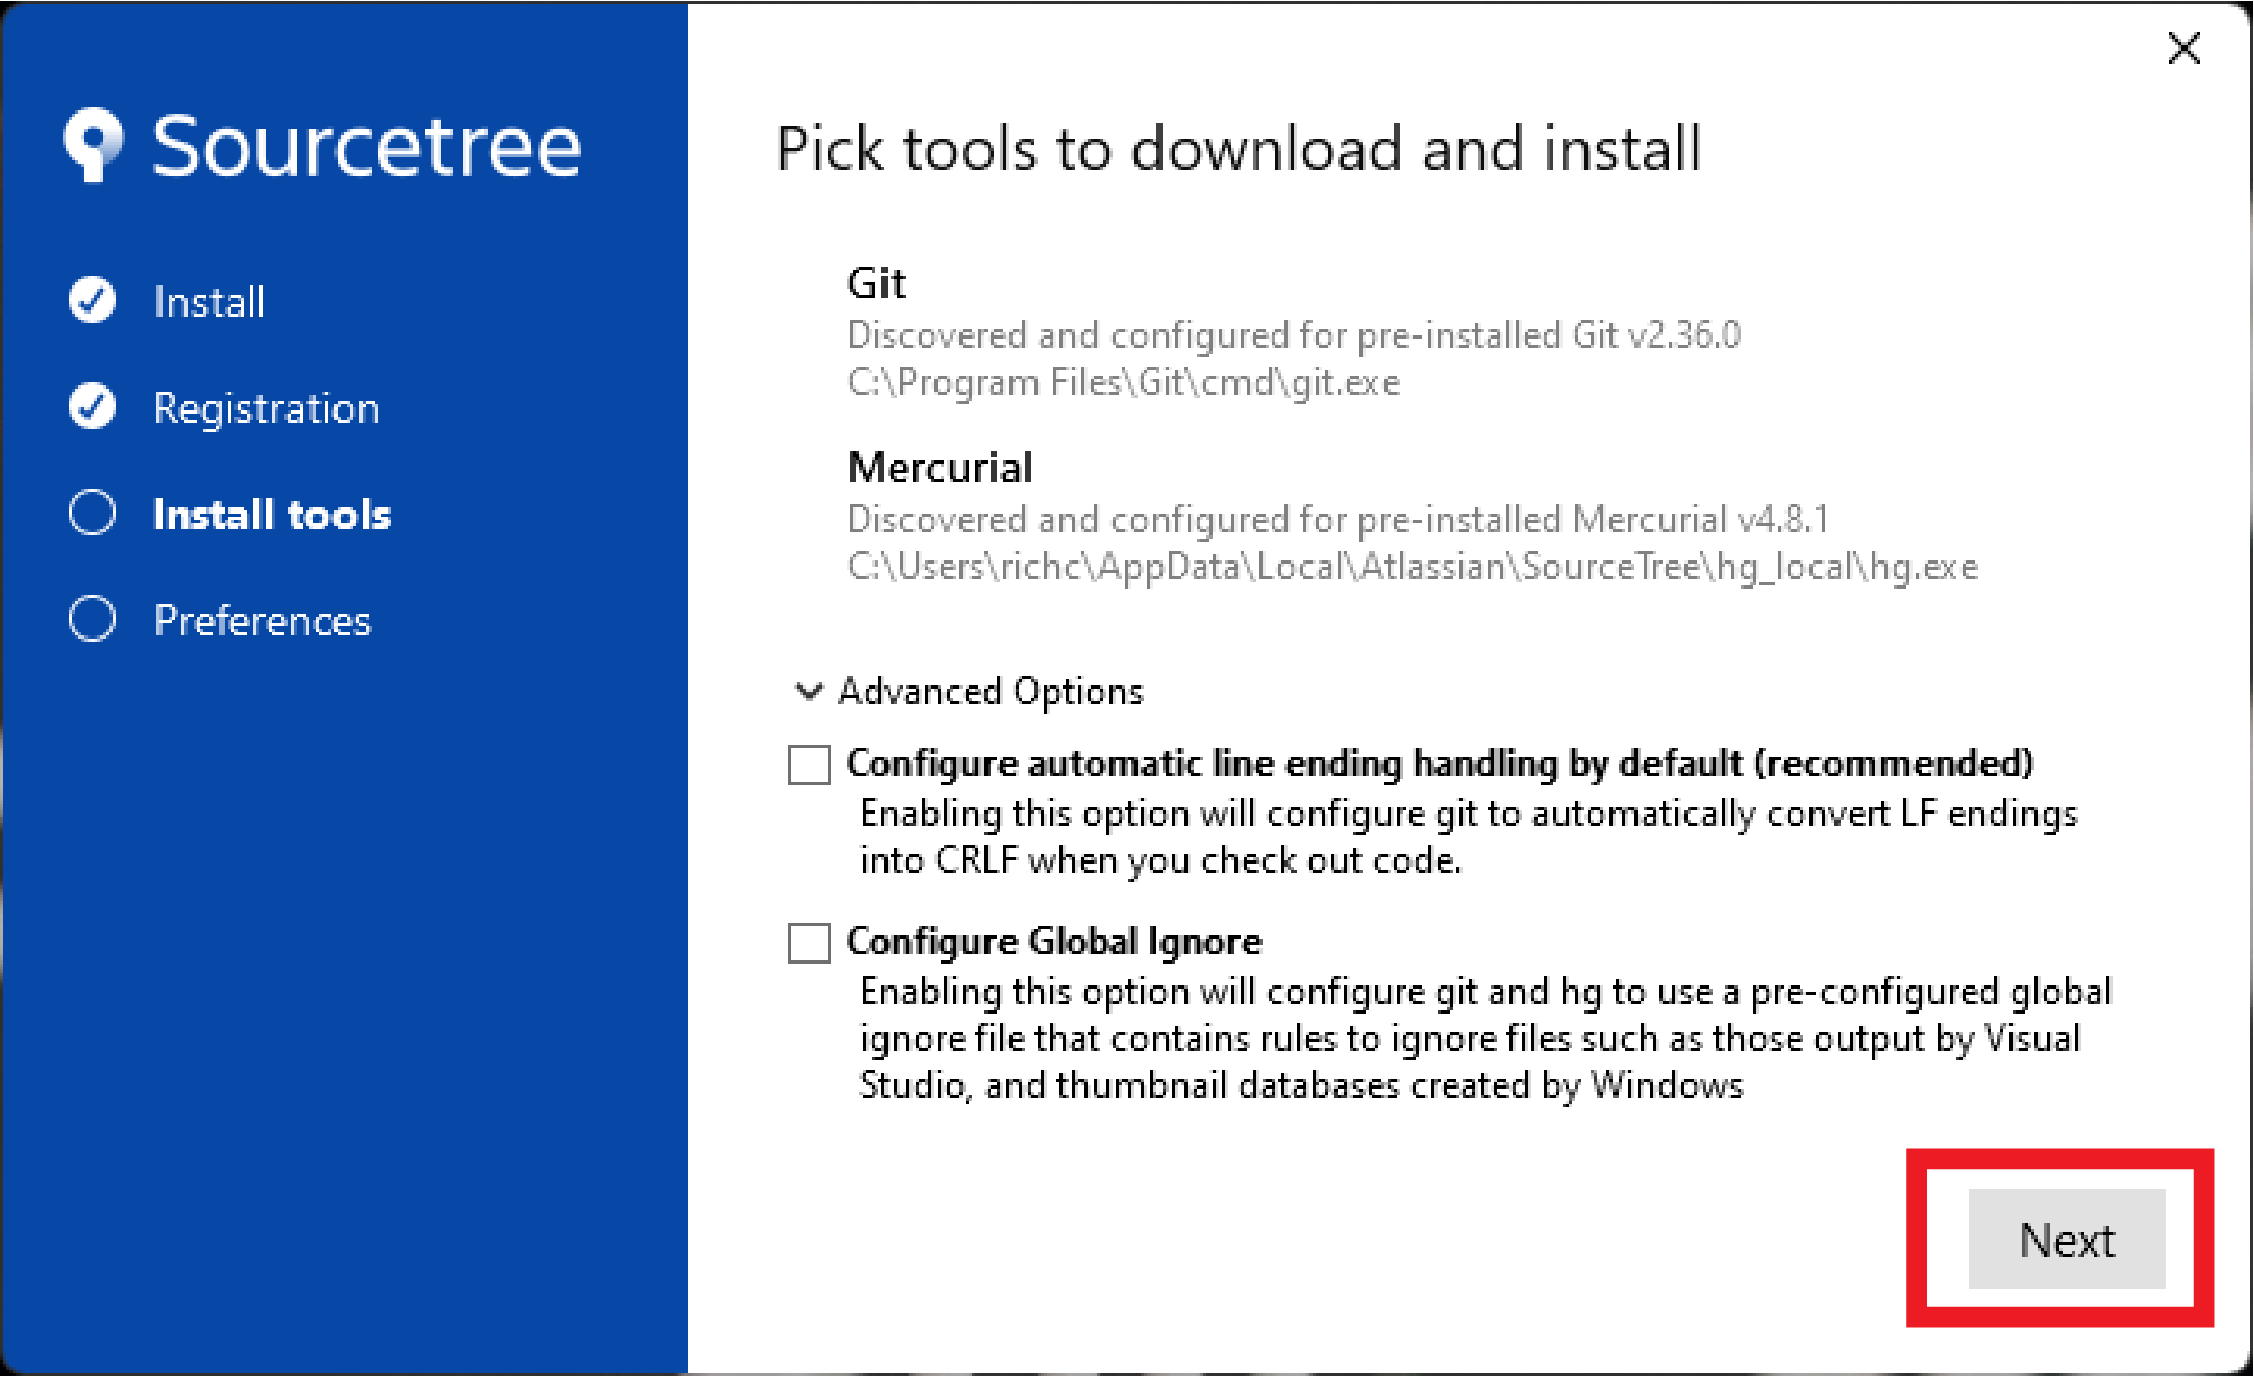 Sourcetree
Install
Registration
Install tools
Preferences
Pick tools to download and install
Git
Discovered and configured for pre-installed Git v2.36.0
C:\Program Files\Git\cmd\git.exe
Mercurial
Discovered and configured for pre-installed Mercurial v4.8.1
C:\Users\richc\AppData\Local\Atlassian\SourceTree\hg_local\hg.exe
Advanced Options
Configure automatic line ending handling by default (recommended)
Enabling this option will configure git to automatically convert LF endings
into CRLF when you check out code.
Configure Global Ignore
Enabling this option will configure git and hg to use a pre-configured global
ignore file that contains rules to ignore files such as those output by Visual
Studio, and thumbnail databases created by Windows
Next